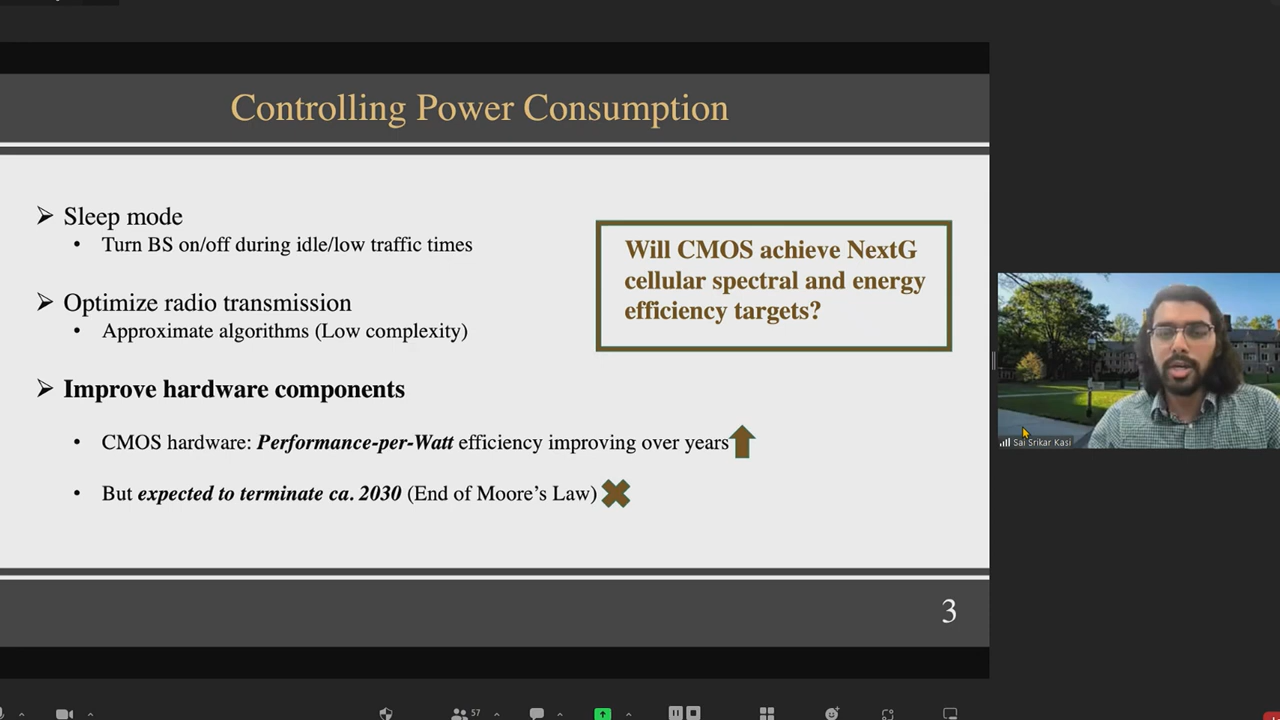 Controlling Power Consumption
Sleep mode
Turn BS on/off during idle/low traffic times
Optimize radio transmission
Approximate algorithms (Low complexity)
Improve hardware components
CMOS hardware: Performance-per-Watt efficiency improving over years
But expected to terminate ca. 2030 (End of Moore's Law)
Will CMOS achieve NextG
cellular spectral and energy
efficiency targets?
Sai Srikar Kasi
3
57